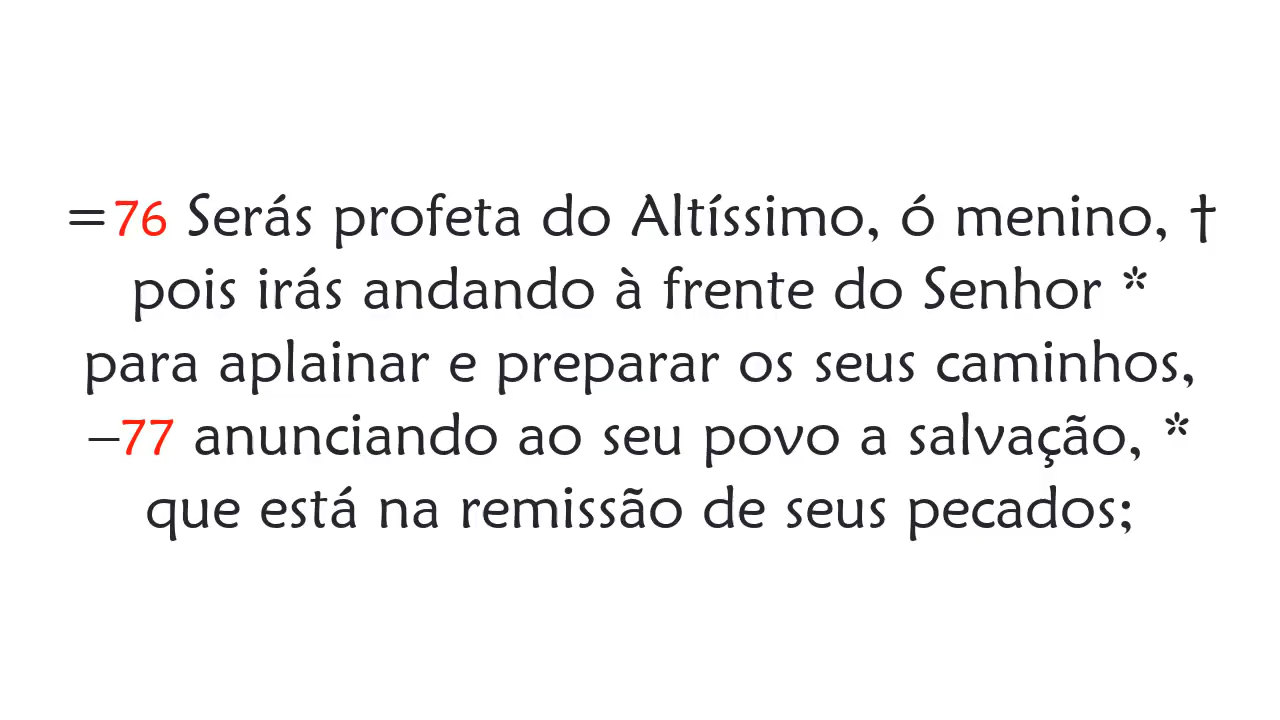 =76 Serás profeta do Altíssimo, ó menino, †
pois irás andando à frente do Senhor *
para aplainar e preparar os seus caminhos,
–77 anunciando ao seu povo a salvação, *
que está na remissão de seus pecados;